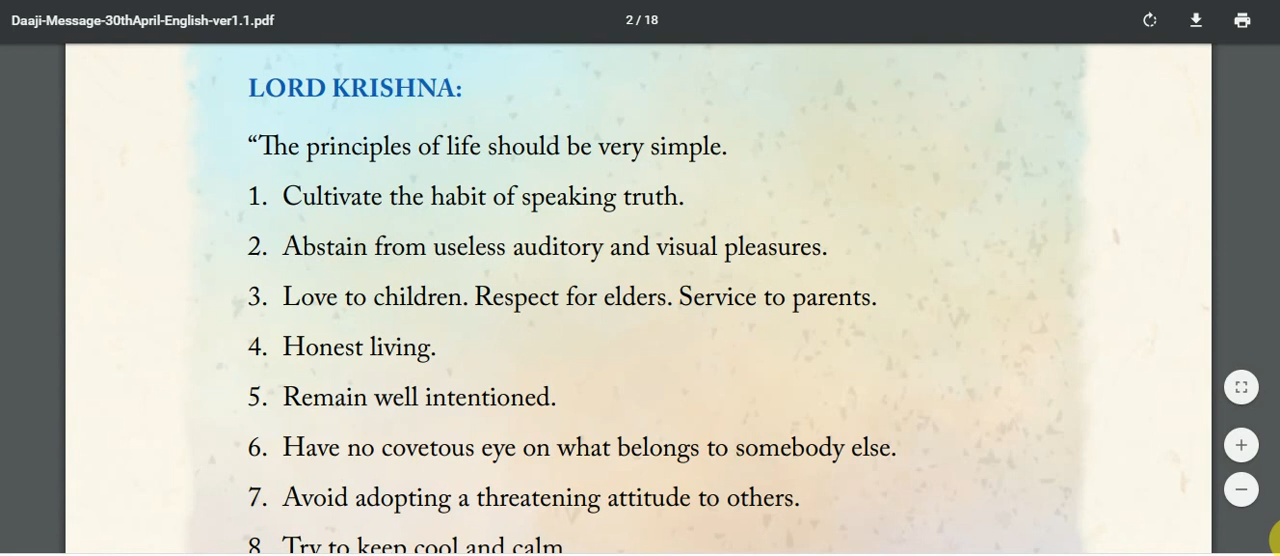 Daaji-Message-30thApril-English-ver1.1.pdf
2 / 18
LORD KRISHNA:
“The principles of life should be very simple.
1. Cultivate the habit of speaking truth.
2. Abstain from useless auditory and visual pleasures.
3. Love to children. Respect for elders. Service to parents.
4. Honest living.
5. Remain well intentioned.
6. Have no covetous eye on what belongs to somebody else.
7. Avoid adopting a threatening attitude to others.
8. Try to keep cool and calm